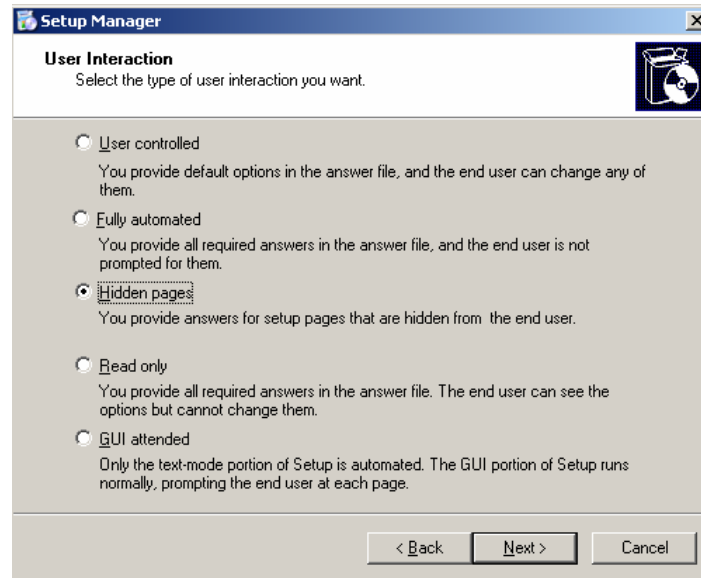 Setup Manager
User Interaction
Select the type of user interaction you want.
User controlled
You provide default options in the answer file, and the end user can change any of
them.
Fully automated
You provide all required answers in the answer file, and the end user is not
prompted for them.
Hidden pages
You provide answers for setup pages that are hidden from the end user.
Read only
You provide all required answers in the answer file. The end user can see the
options but cannot change them.
GUI attended
Only the text-mode portion of Setup is automated. The GUI portion of Setup runs
normally, prompting the end user at each page.
< Back Next > Cancel